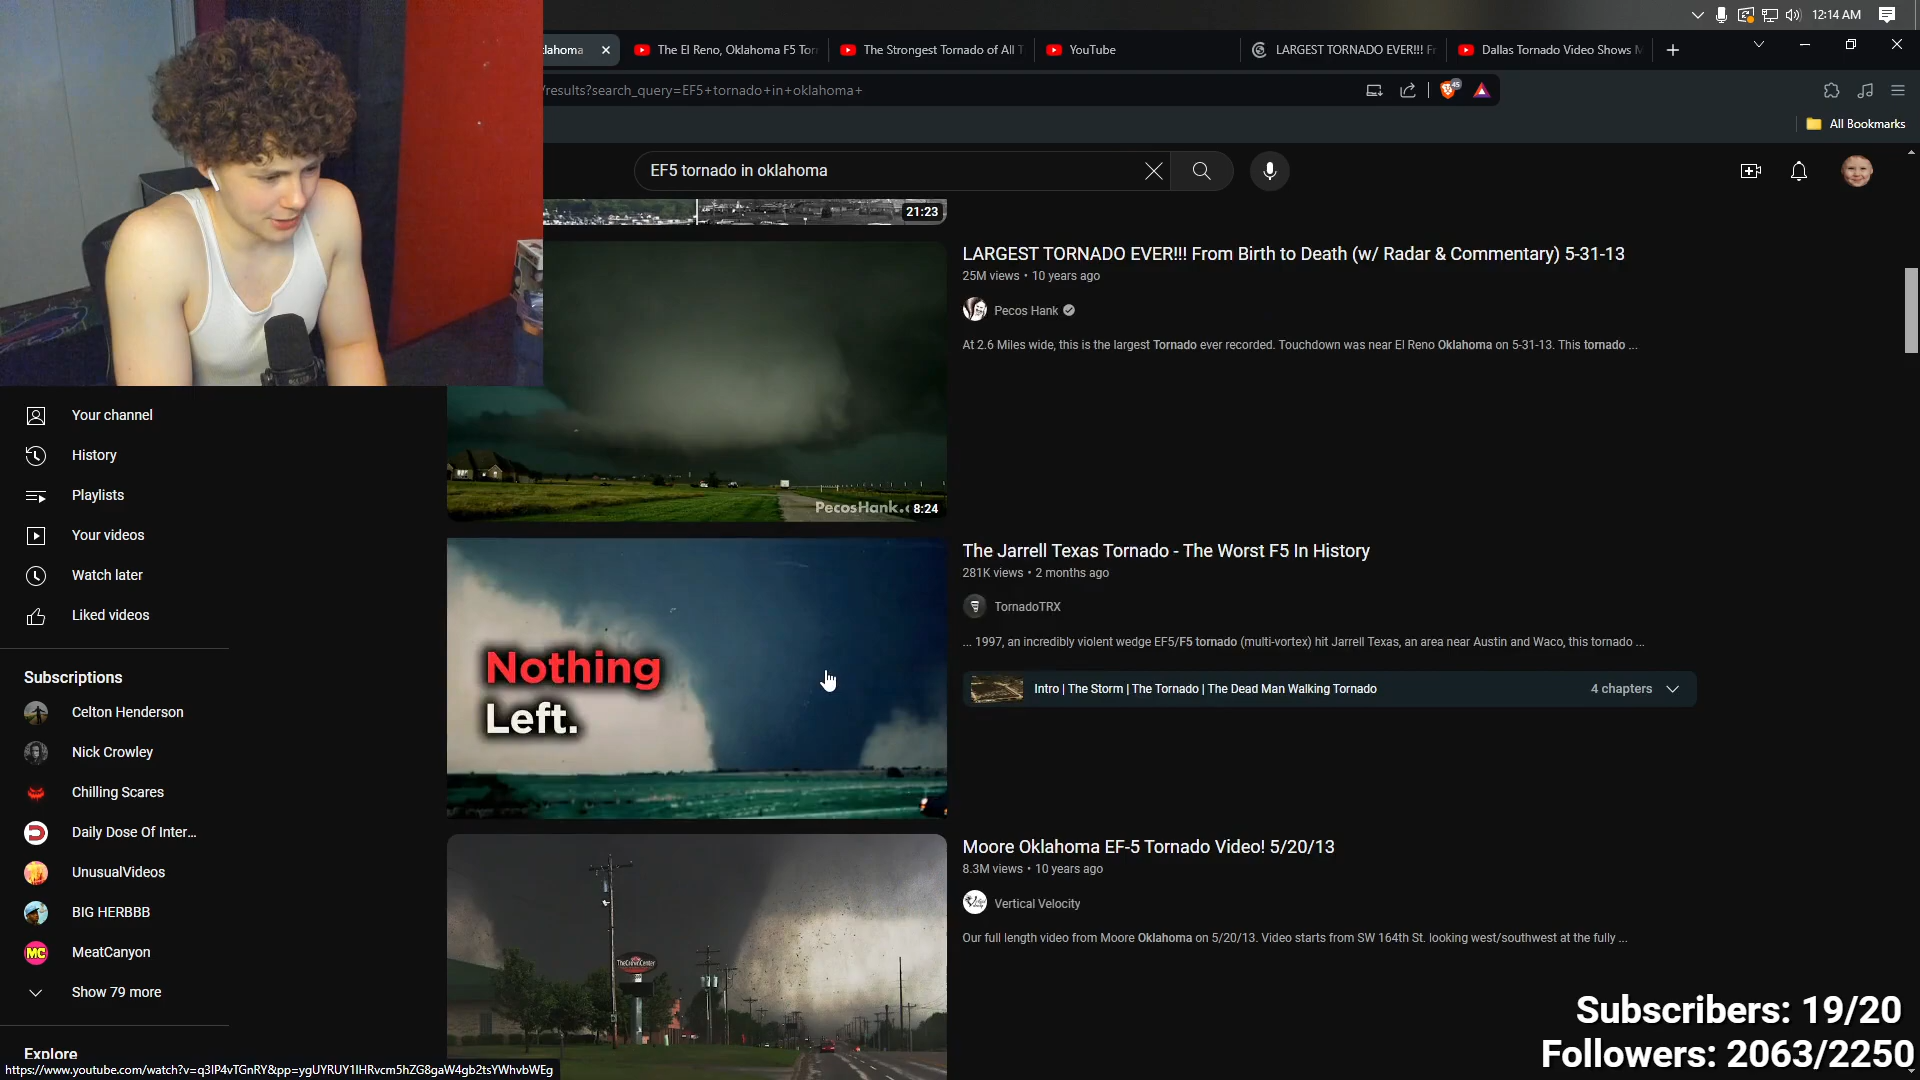 12:14 AM
lahoma
The El Reno, Oklahoma F5 Tor
The Strongest Tornado of All T
YouTube
LARGEST TORNADO EVER!!! Fr
Dallas Tornado Video Shows M
/results?search_query=EF5+tornado+in+oklahoma+
45
All Bookmarks
EF5 tornado in oklahoma
21:23
LARGEST TORNADO EVER!!! From Birth to Death (w/ Radar & Commentary) 5-31-13
25M views • 10 years ago
Pecos Hank
At 2.6 Miles wide, this is the largest Tornado ever recorded. Touchdown was near El Reno Oklahoma on 5-31-13. This tornado ...
PecosHank.c 8:24
Your channel
History
Playlists
Your videos
Watch later
Liked videos
Subscriptions
Celton Henderson
Nick Crowley
Chilling Scares
Daily Dose Of Inter...
UnusualVideos
BIG HERBBB
MC
MeatCanyon
Show 79 more
Explore
Nothing
Left.
The Jarrell Texas Tornado - The Worst F5 In History
281K views • 2 months ago
TornadoTRX
... 1997, an incredibly violent wedge EF5/F5 tornado (multi-vortex) hit Jarrell Texas, an area near Austin and Waco, this tornado ...
Intro | The Storm | The Tornado | The Dead Man Walking Tornado
4 chapters
Moore Oklahoma EF-5 Tornado Video! 5/20/13
8.3M views • 10 years ago
Vertical Velocity
Our full length video from Moore Oklahoma on 5/20/13. Video starts from SW 164th St. looking west/southwest at the fully ...
Subscribers: 19/20
Followers: 2063/2250
https://www.youtube.com/watch?v=q3IP4vTGnRY&pp=ygUYRUY1IHRvcm5hZG8gaW4gb2tsYWhvbWEg